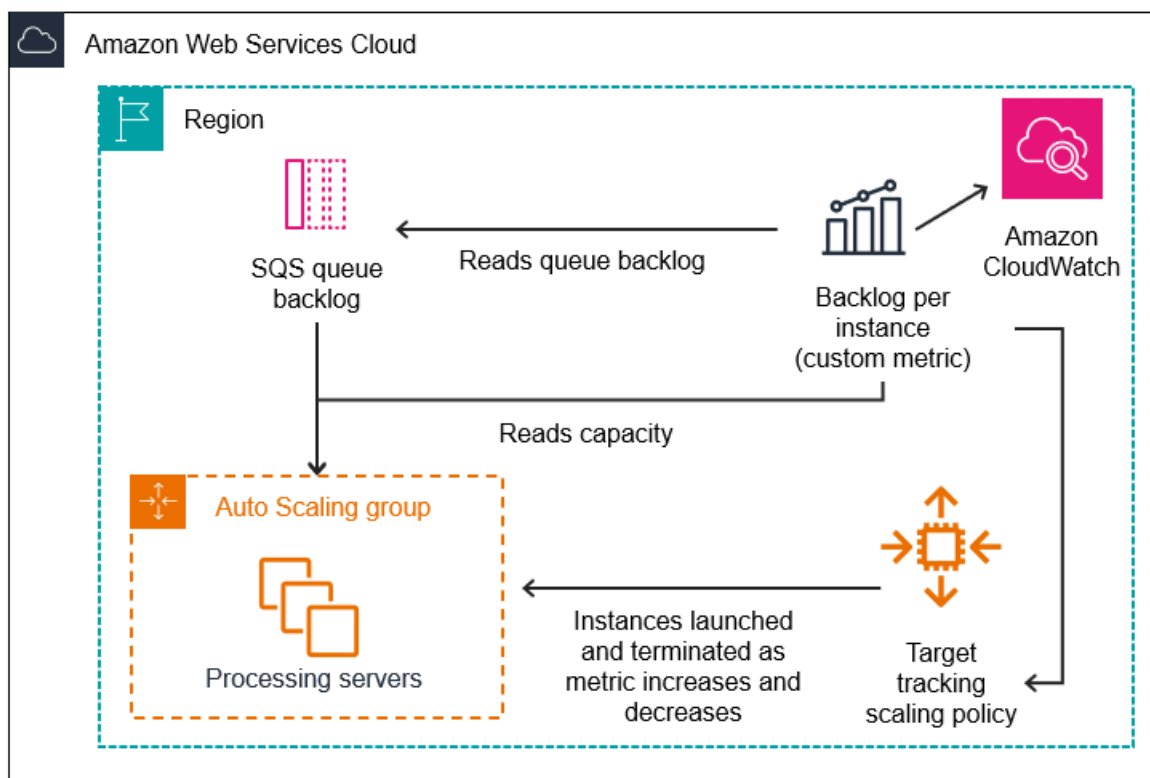 Amazon Web Services Cloud
Region
SQS queue
backlog
Reads queue backlog
Backlog per
instance
(custom metric)
Amazon
CloudWatch
Reads capacity
Auto Scaling group
Processing servers
Instances launched
and terminated as
metric increases and
decreases
Target
tracking
scaling policy